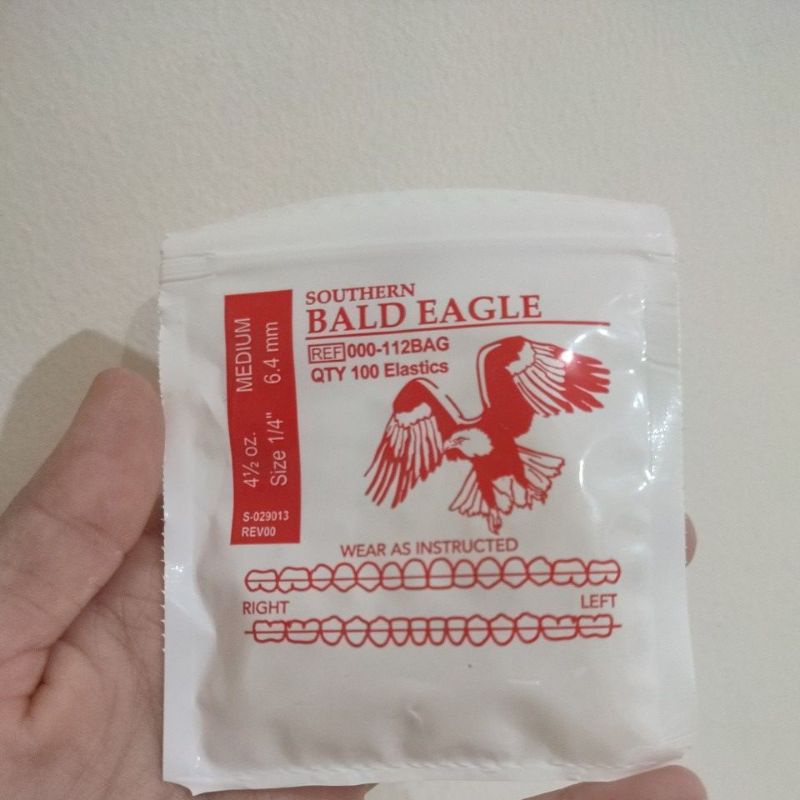 SOUTHERN
BALD EAGLE
REF 000-112BAG
QTY 100 Elastics
MEDIUM 6.4 mm
4½ oz. Size 1/4"
S-029013
REV00
WEAR AS INSTRUCTED
RIGHT LEFT